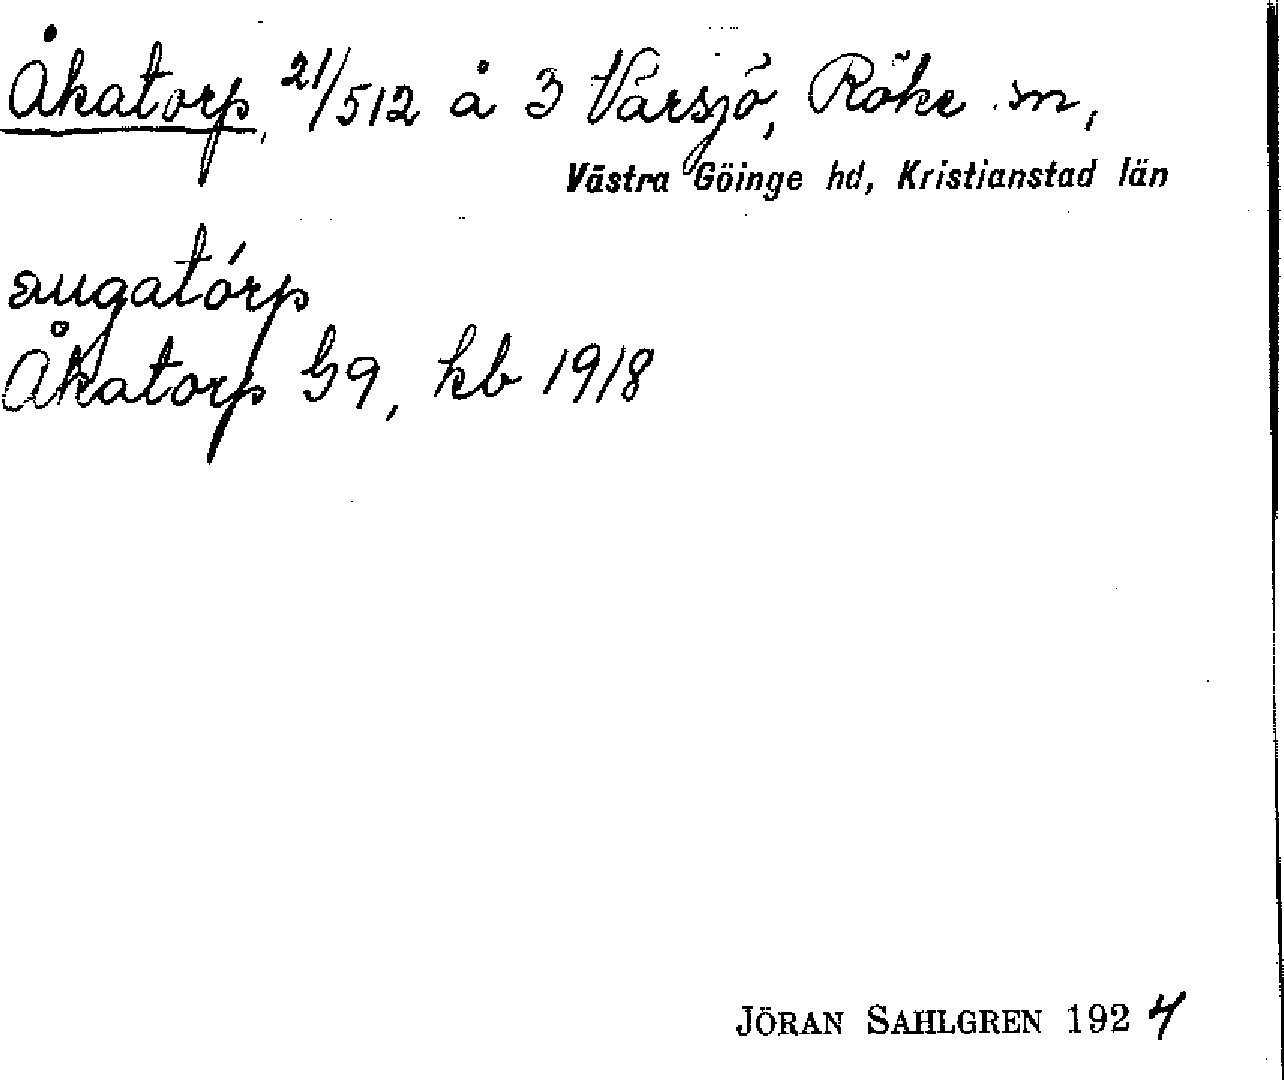 Åkatorp, 21/512 å 3 Värsjö, Röke sn,
Västra Göinge hd, Kristianstad län
augatórp
Åkatorp G9, kb 1918
JÖRAN SAHLGREN 1924